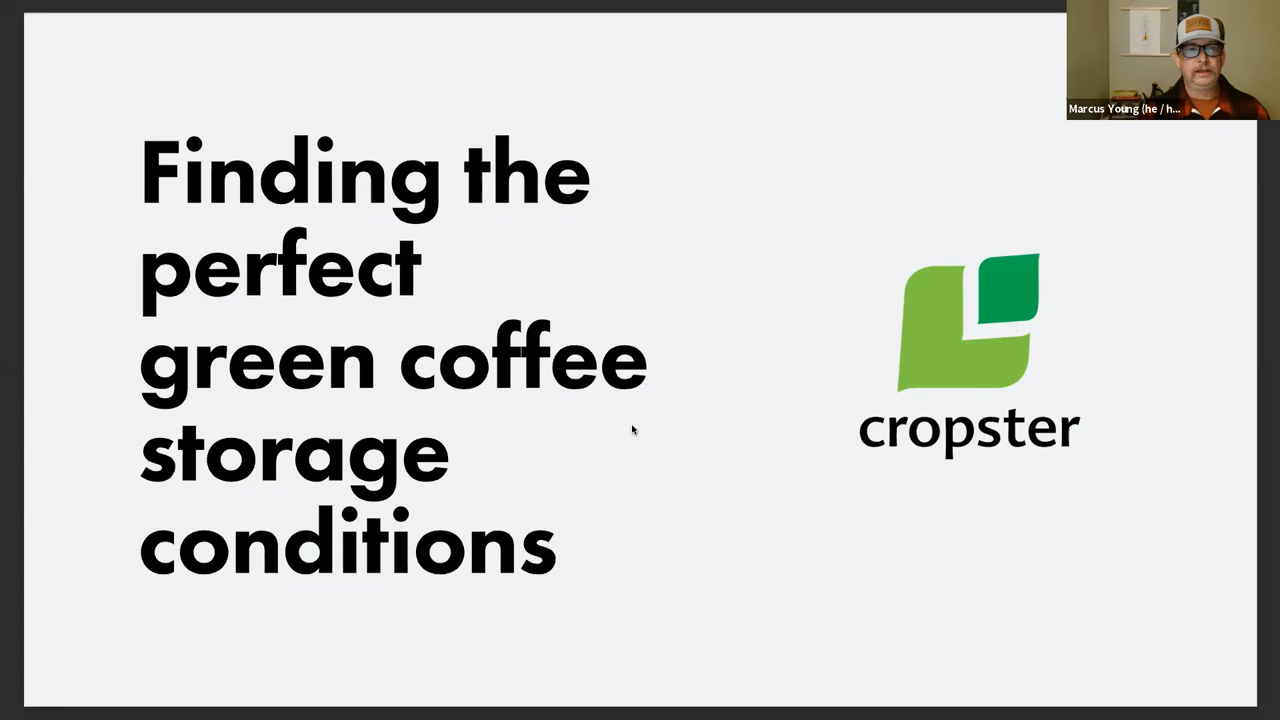 Finding the
perfect
green coffee
storage
conditions
cropster
Marcus Young (he / h...